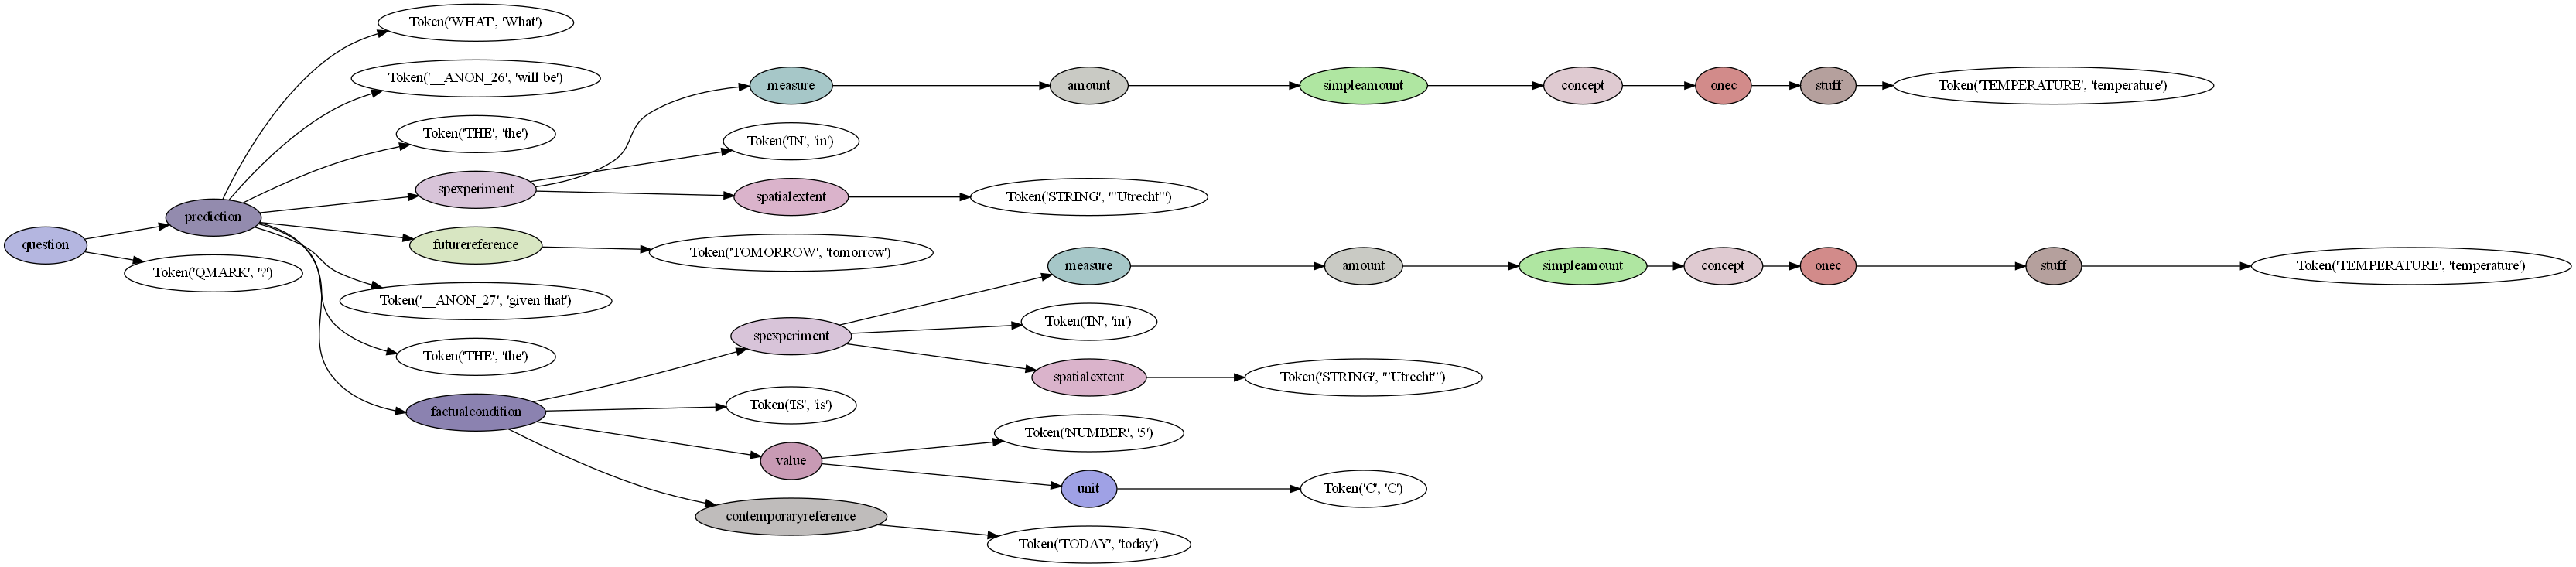 Token('WHAT', 'What')
Token('__ANON_26', 'will be')
measure
amount
simpleamount
concept
onec
stuff
Token('TEMPERATURE', 'temperature')
Token('THE', 'the')
Token('IN', 'in')
spexperiment
spatialextent
Token('STRING', "'Utrecht'")
prediction
question
futurereference
Token('TOMORROW', 'tomorrow')
Token('QMARK', '?')
measure
amount
simpleamount
concept
onec
stuff
Token('TEMPERATURE', 'temperature')
Token('__ANON_27', 'given that')
Token('IN', 'in')
spexperiment
Token('THE', 'the')
spatialextent
Token('STRING', "'Utrecht'")
factualcondition
Token('IS', 'is')
Token('NUMBER', '5')
value
unit
Token('C', 'C')
contemporaryreference
Token('TODAY', 'today')